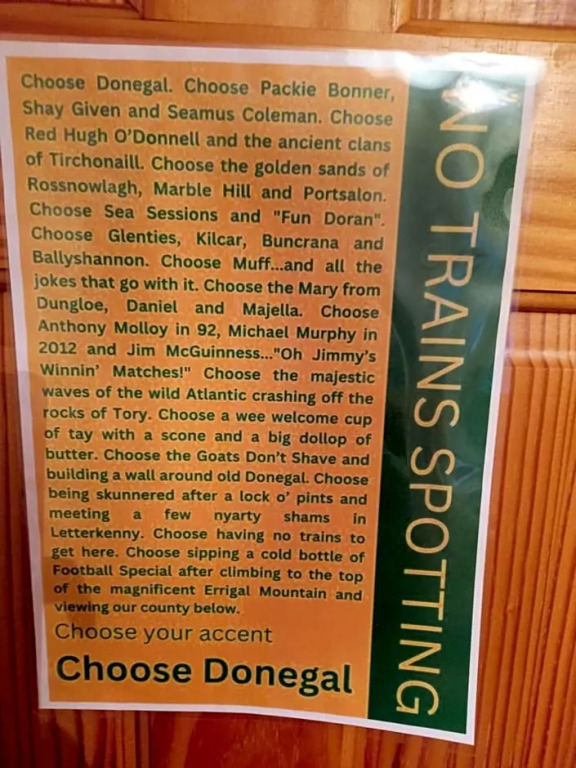 Choose Donegal. Choose Packie Bonner,
Shay Given and Seamus Coleman. Choose
Red Hugh O'Donnell and the ancient clans
of Tirchonaill. Choose the golden sands of
Rossnowlagh, Marble Hill and Portsalon.
Choose Sea Sessions and "Fun Doran".
Choose Glenties, Kilcar, Buncrana and
Ballyshannon. Choose Muff...and all the
jokes that go with it. Choose the Mary from
Dungloe, Daniel and Majella. Choose
Anthony Molloy in 92, Michael Murphy in
2012 and Jim McGuinness..."Oh Jimmy's
Winnin' Matches!" Choose the majestic
waves of the wild Atlantic crashing off the
rocks of Tory. Choose a wee welcome cup
of tay with a scone and a big dollop of
butter. Choose the Goats Don't Shave and
building a wall around old Donegal. Choose
being skunnered after a lock o' pints and
meeting a few nyarty shams in
Letterkenny. Choose having no trains to
get here. Choose sipping a cold bottle of
Football Special after climbing to the top
of the magnificent Errigal Mountain and
viewing our county below.
Choose your accent
Choose Donegal
NO TRAINS SPOTTING